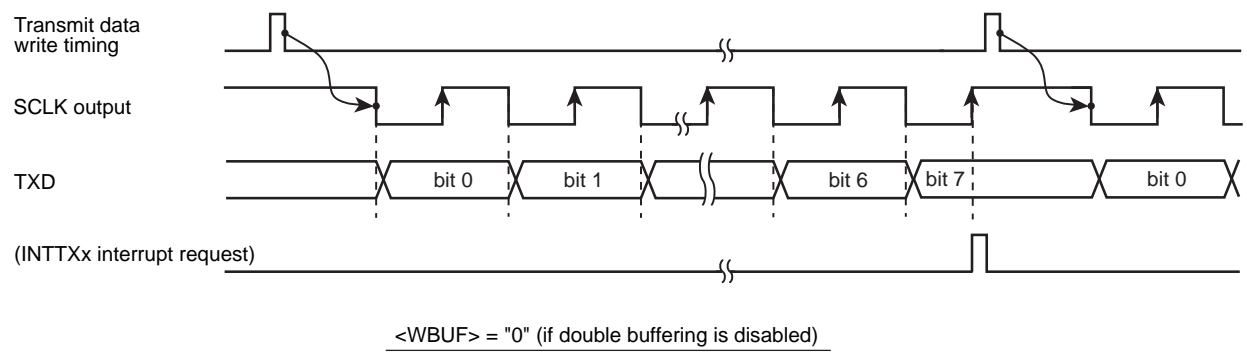 Transmit data
write timing
SCLK output
TXD
bit 0
bit 1
bit 6
bit 7
bit 0
(INTTXx interrupt request)
<WBUF> = "0" (if double buffering is disabled)